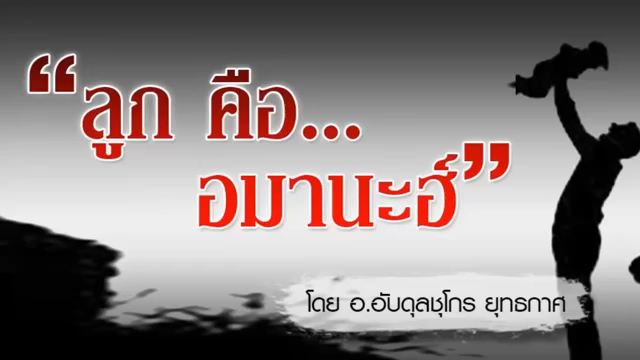 “ลูก คือ...
อมานะฮ์”
โดย อ.อับดุลชุโกร ยุทธกาศ